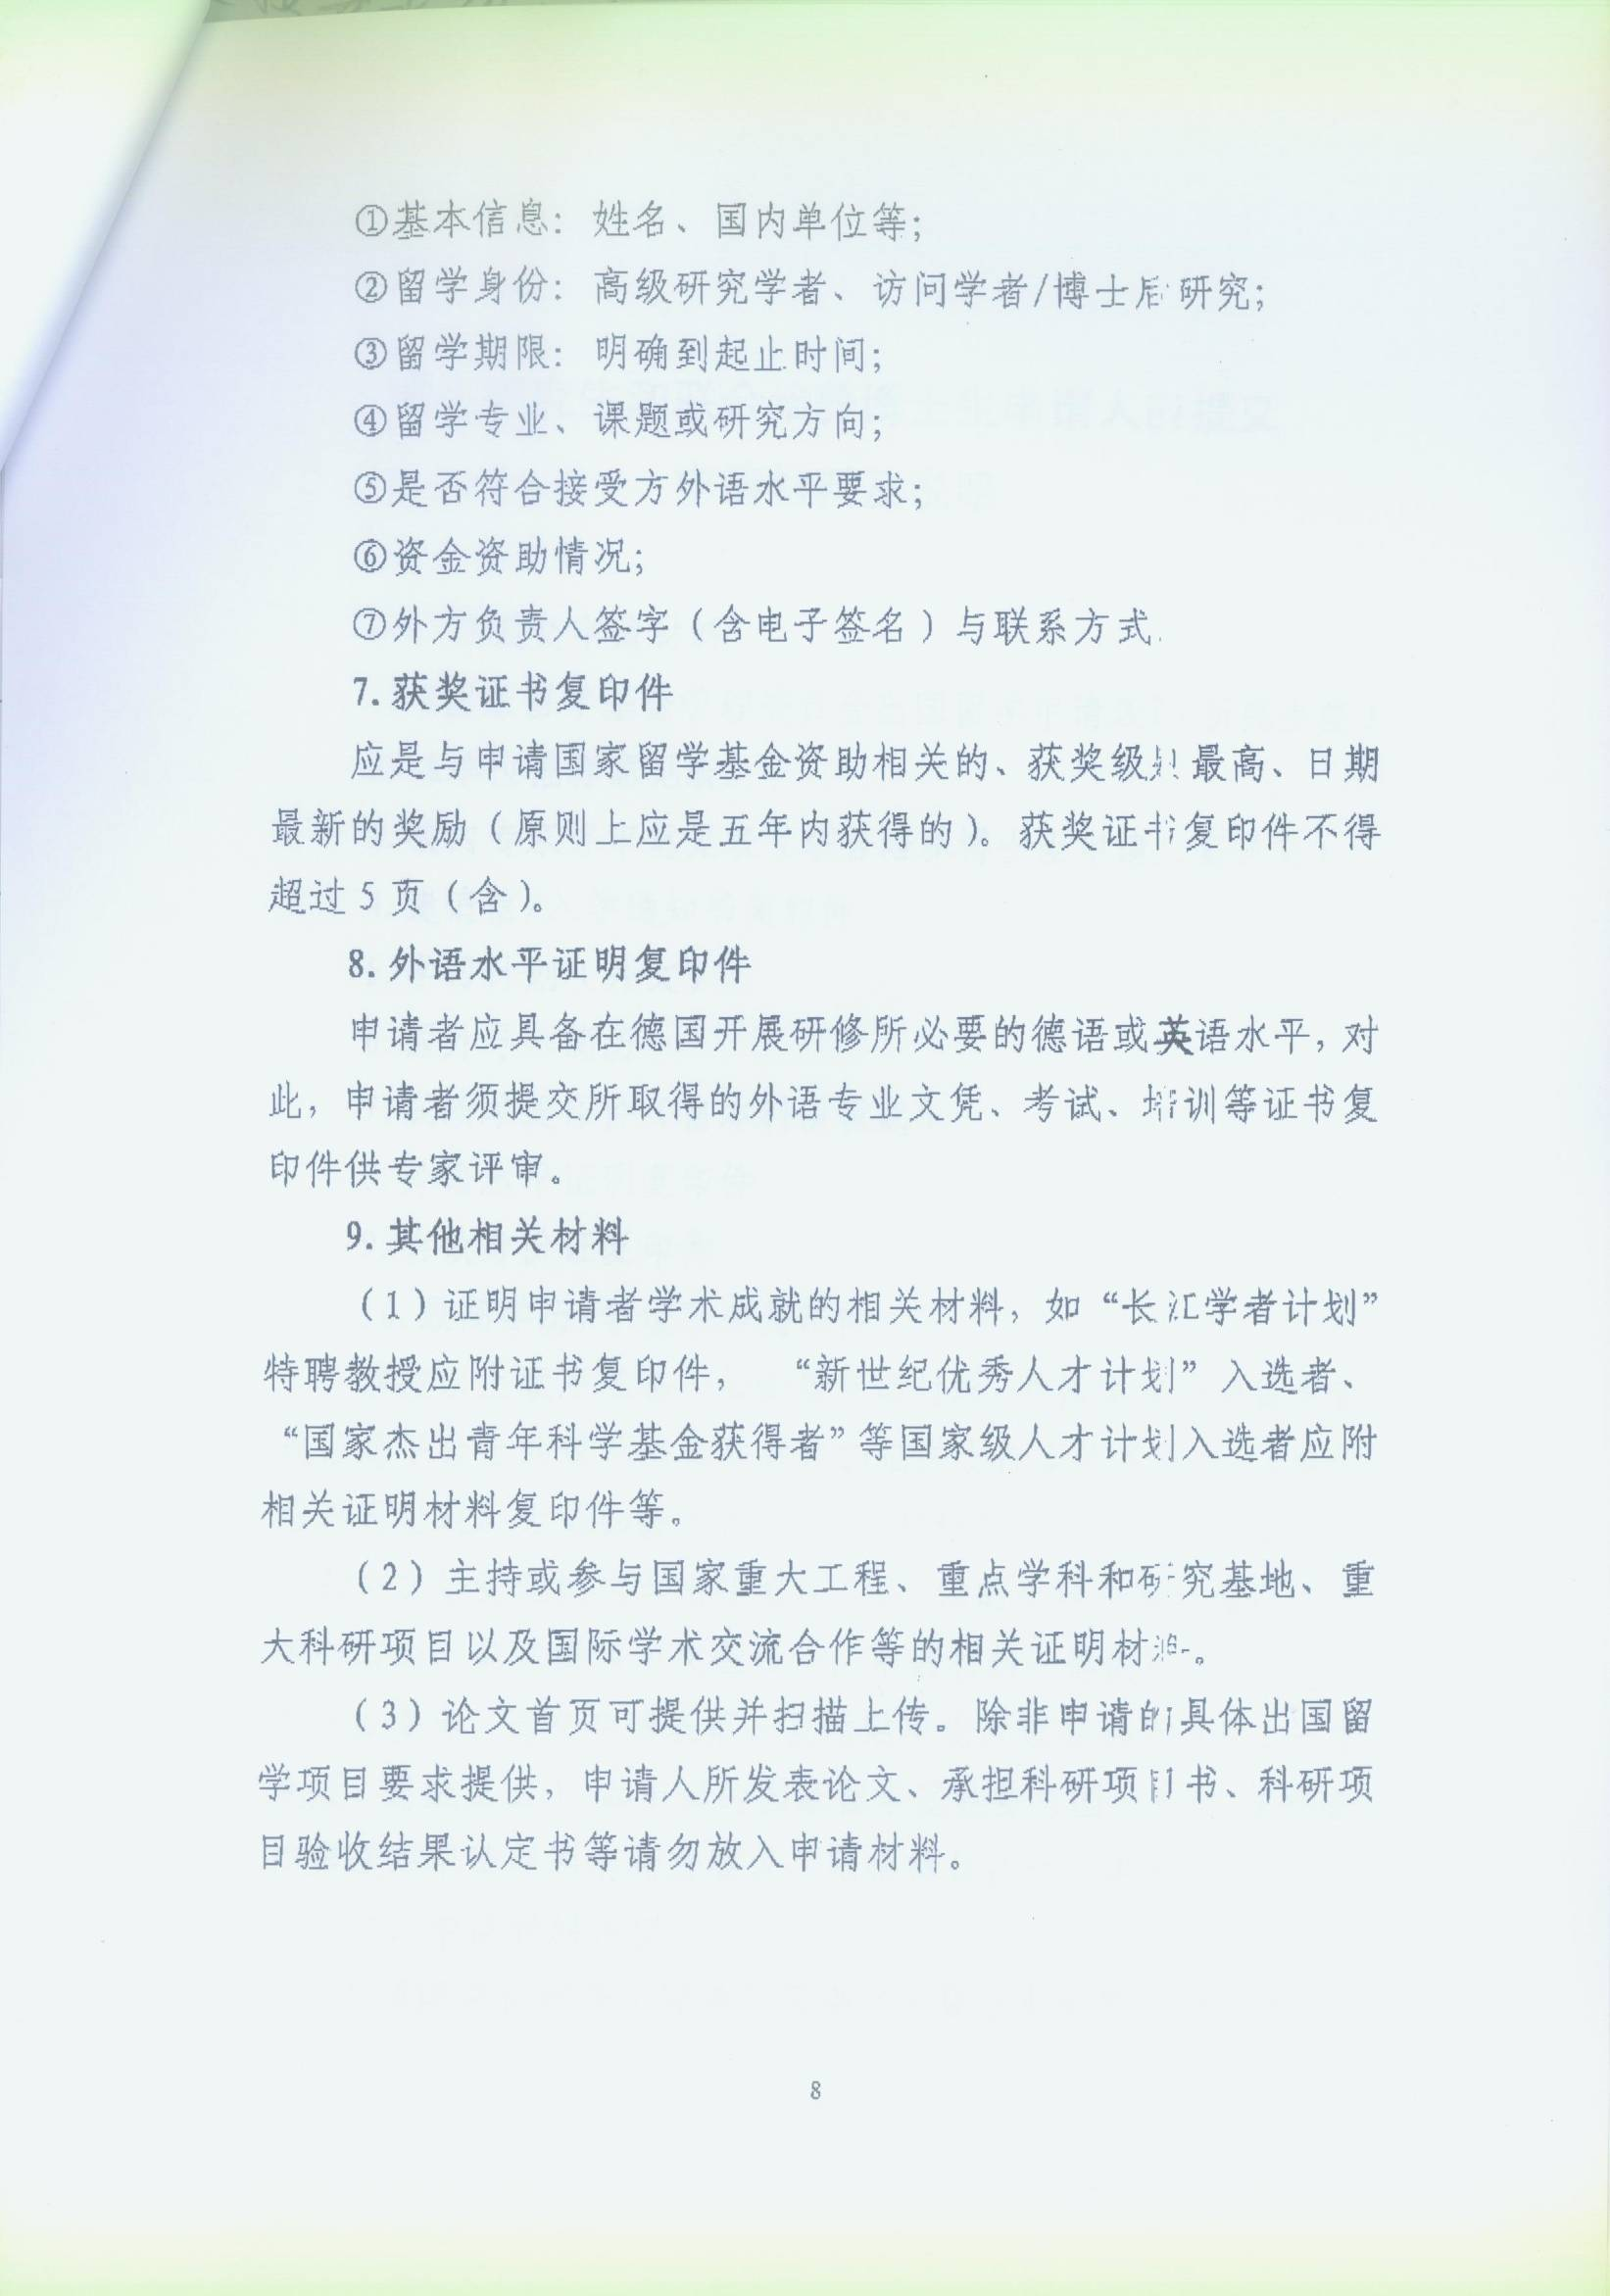 ①基本信息：姓名、国内单位等；
②留学身份：高级研究学者、访问学者/博士后研究；
③留学期限：明确到起止时间；
④留学专业、课题或研究方向；
⑤是否符合接受方外语水平要求；
⑥资金资助情况；
⑦外方负责人签字（含电子签名）与联系方式.
7.获奖证书复印件
应是与申请国家留学基金资助相关的、获奖级别最高、日期
最新的奖励（原则上应是五年内获得的）。获奖证书复印件不得
超过 5 页（含）。
8.外语水平证明复印件
申请者应具备在德国开展研修所必要的德语或英语水平，对
此，申请者须提交所取得的外语专业文凭、考试、培训等证书复
印件供专家评审。
9.其他相关材料
（1）证明申请者学术成就的相关材料，如“长江学者计划”
特聘教授应附证书复印件， “新世纪优秀人才计划”入选者、
“国家杰出青年科学基金获得者”等国家级人才计划入选者应附
相关证明材料复印件等。
（2）主持或参与国家重大工程、重点学科和研究基地、重
大科研项目以及国际学术交流合作等的相关证明材料。
（3）论文首页可提供并扫描上传。除非申请的具体出国留
学项目要求提供，申请人所发表论文、承担科研项目书、科研项
目验收结果认定书等请勿放入申请材料。
8